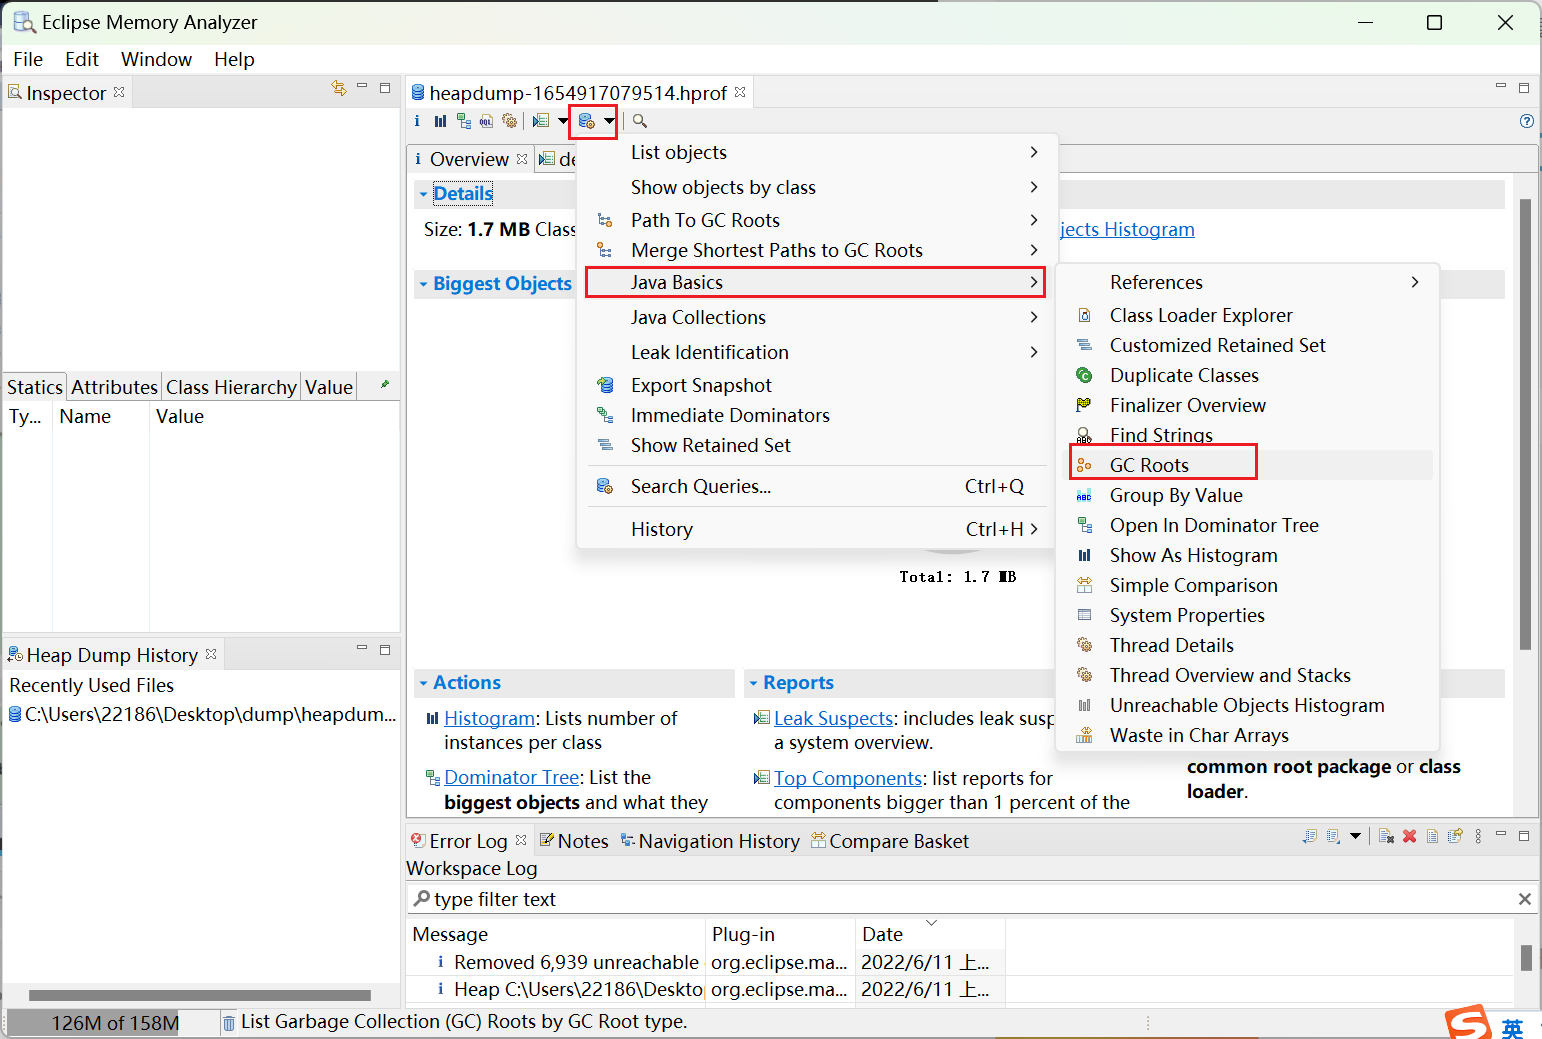 Eclipse Memory Analyzer
File Edit Window Help
Inspector
heapdump-1654917079514.hprof
Overview
Details
Size: 1.7 MB
jects Histogram
Biggest Objects
Total: 1.7 MB
List objects
Show objects by class
Path To GC Roots
Merge Shortest Paths to GC Roots
Java Basics
Java Collections
Leak Identification
Export Snapshot
Immediate Dominators
Show Retained Set
Search Queries... Ctrl+Q
History Ctrl+H
References
Class Loader Explorer
Customized Retained Set
Duplicate Classes
Finalizer Overview
Find Strings
GC Roots
Group By Value
Open In Dominator Tree
Show As Histogram
Simple Comparison
System Properties
Thread Details
Thread Overview and Stacks
Unreachable Objects Histogram
Waste in Char Arrays
Statics Attributes Class Hierarchy Value
Ty... Name Value
Heap Dump History
Recently Used Files
C:\Users\22186\Desktop\dump\heapdum...
Actions
Histogram: Lists number of
instances per class
Dominator Tree: List the
biggest objects and what they
Reports
Leak Suspects: includes leak susp
a system overview.
Top Components: list reports for
components bigger than 1 percent of the
common root package or class
loader.
Error Log Notes Navigation History Compare Basket
Workspace Log
type filter text
Message Plug-in Date
Removed 6,939 unreachable org.eclipse.ma... 2022/6/11 上...
Heap C:\Users\22186\Deskto org.eclipse.ma... 2022/6/11 上...
126M of 158M
List Garbage Collection (GC) Roots by GC Root type.
英